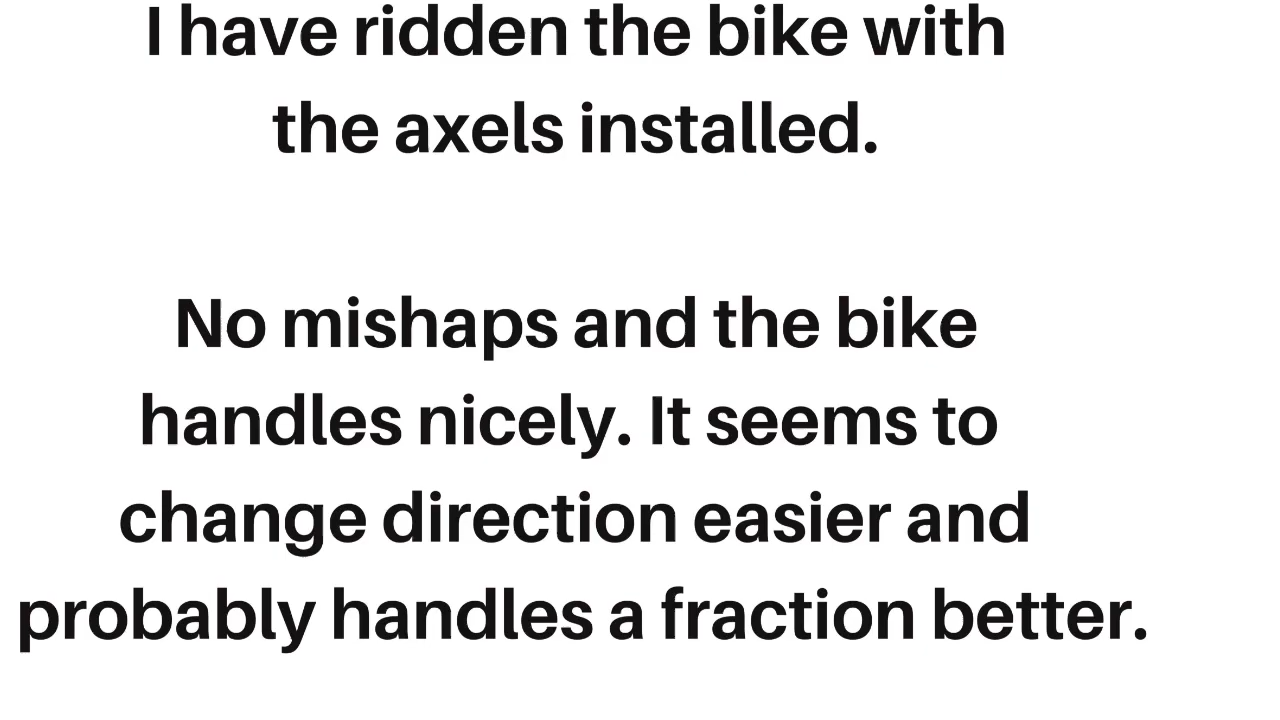 I have ridden the bike with
the axels installed.
No mishaps and the bike
handles nicely. It seems to
change direction easier and
probably handles a fraction better.